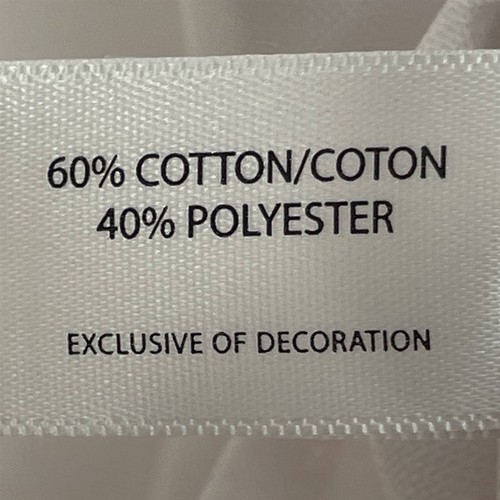 60% COTTON/COTON
40% POLYESTER
EXCLUSIVE OF DECORATION